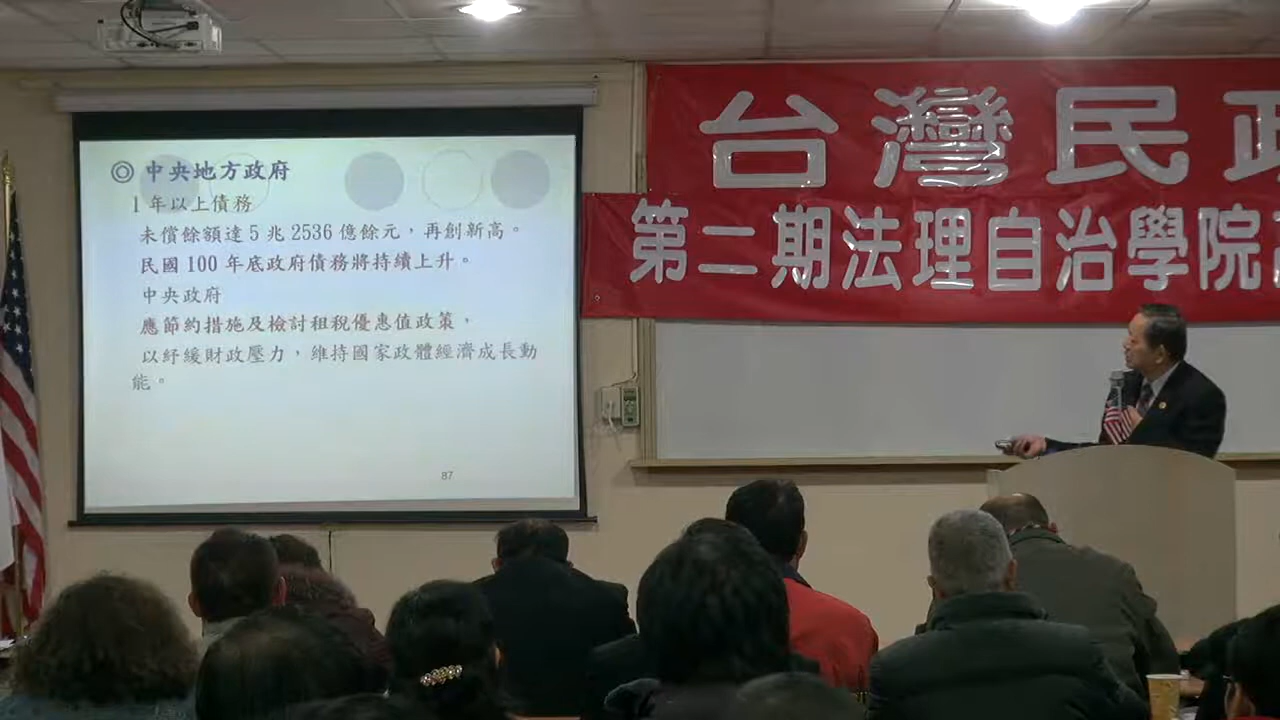 ◎ 中央地方政府
1 年以上債務
未償餘額達 5 兆 2536 億餘元，再創新高。
民國 100 年底政府債務將持續上升。
中央政府
應節約措施及檢討租稅優惠值政策，
以紓緩財政壓力，維持國家政體經濟成長動
能。
87
台灣民政
第二期法理自治學院